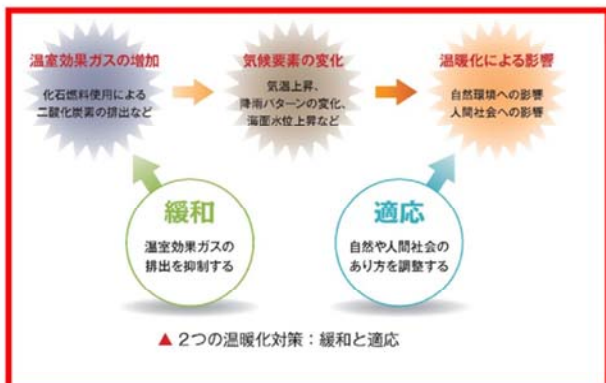 温室効果ガスの増加
化石燃料使用による
二酸化炭素の排出など
気候要素の変化
気温上昇、
降雨パターンの変化、
海面水位上昇など
温暖化による影響
自然環境への影響
人間社会への影響
緩和
温室効果ガスの
排出を抑制する
適応
自然や人間社会の
あり方を調整する
▲ 2つの温暖化対策：緩和と適応